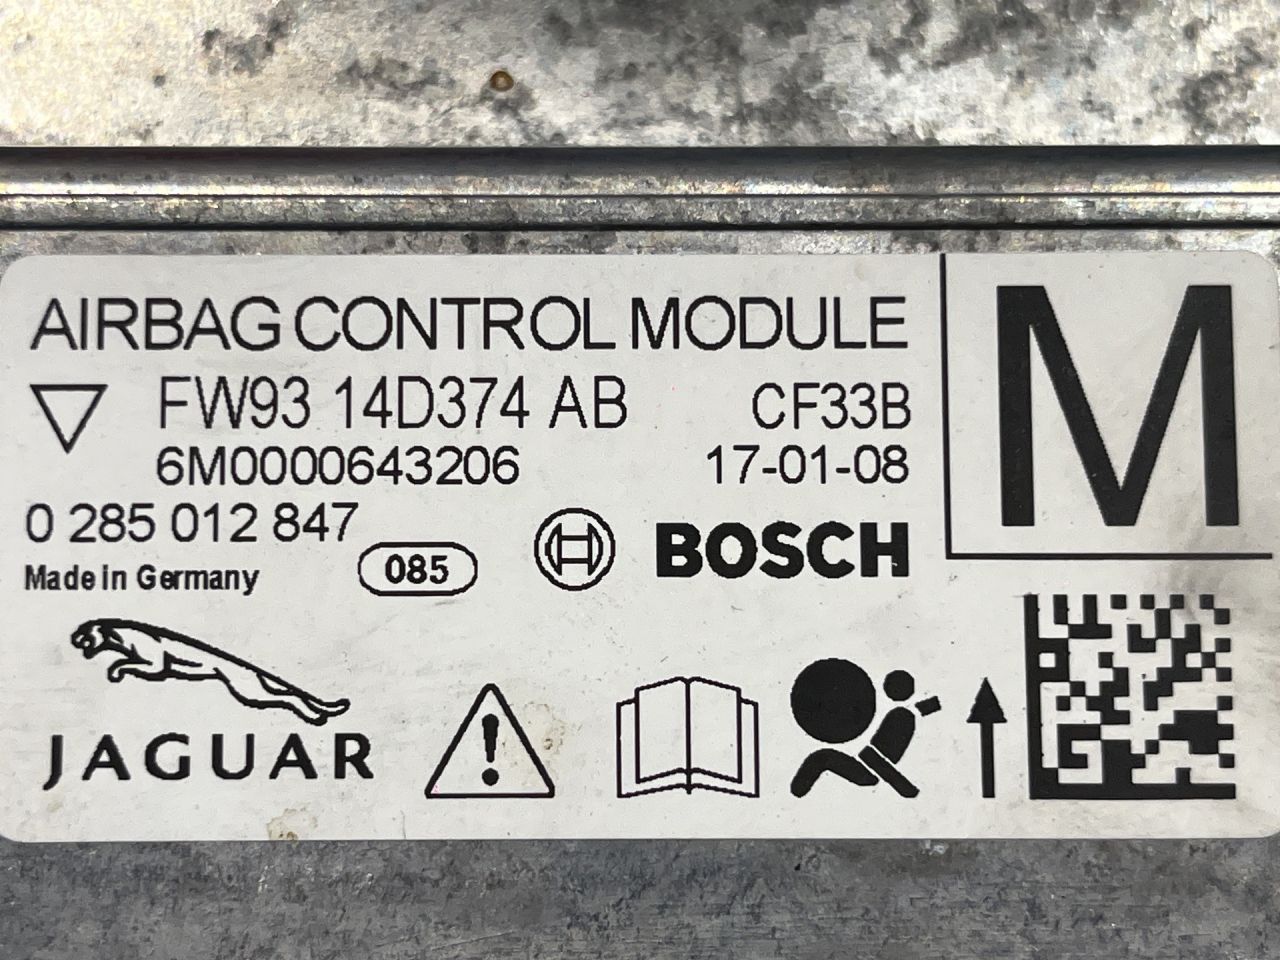 AIRBAG CONTROL MODULE
M
FW93 14D374 AB CF33B
6M0000643206 17-01-08
0 285 012 847
BOSCH
Made in Germany 085
JAGUAR